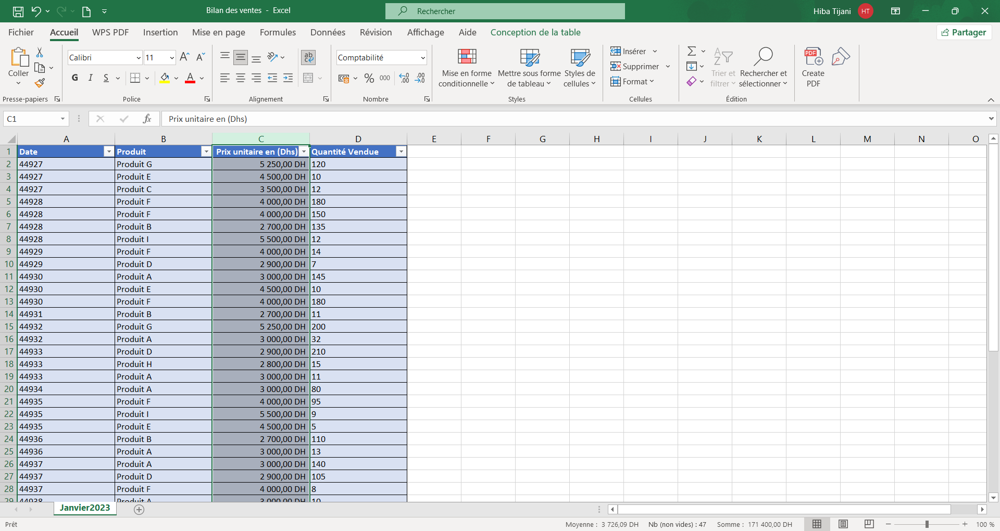 Bilan des ventes - Excel
Rechercher
Hiba Tijani HT
Fichier Accueil WPS PDF Insertion Mise en page Formules Données Révision Affichage Aide Conception de la table Partager
Coller
Presse-papiers
Calibri 11
G I S
Police
ab
Alignement
Comptabilité
% 000
Nombre
Mise en forme conditionnelle
Mettre sous forme de tableau
Styles de cellules
Styles
Insérer
Supprimer
Format
Cellules
Trier et filtrer
Rechercher et sélectionner
Édition
PDF
Create PDF
C1 fx Prix unitaire en (Dhs)
A B C D E F G H I J K L M N O
1 Date Produit Prix unitaire en (Dhs) Quantité Vendue
2 44927 Produit G 5 250,00 DH 120
3 44927 Produit E 4 500,00 DH 10
4 44927 Produit C 3 500,00 DH 12
5 44928 Produit F 4 000,00 DH 180
6 44928 Produit F 4 000,00 DH 150
7 44928 Produit B 2 700,00 DH 135
8 44928 Produit I 5 500,00 DH 12
9 44929 Produit F 4 000,00 DH 14
10 44929 Produit D 2 900,00 DH 7
11 44930 Produit A 3 000,00 DH 145
12 44930 Produit E 4 500,00 DH 10
13 44930 Produit F 4 000,00 DH 180
14 44931 Produit B 2 700,00 DH 11
15 44932 Produit G 5 250,00 DH 200
16 44932 Produit A 3 000,00 DH 32
17 44933 Produit D 2 900,00 DH 210
18 44933 Produit H 2 800,00 DH 15
19 44933 Produit A 3 000,00 DH 11
20 44934 Produit A 3 000,00 DH 80
21 44935 Produit F 4 000,00 DH 95
22 44935 Produit I 5 500,00 DH 9
23 44935 Produit E 4 500,00 DH 5
24 44936 Produit B 2 700,00 DH 110
25 44936 Produit A 3 000,00 DH 13
26 44937 Produit A 3 000,00 DH 140
27 44937 Produit D 2 900,00 DH 105
28 44937 Produit F 4 000,00 DH 8
29 44938 Produit A 3 000,00 DH 10
Janvier2023
Prêt Moyenne : 3 726,09 DH Nb (non vides) : 47 Somme : 171 400,00 DH 100 %